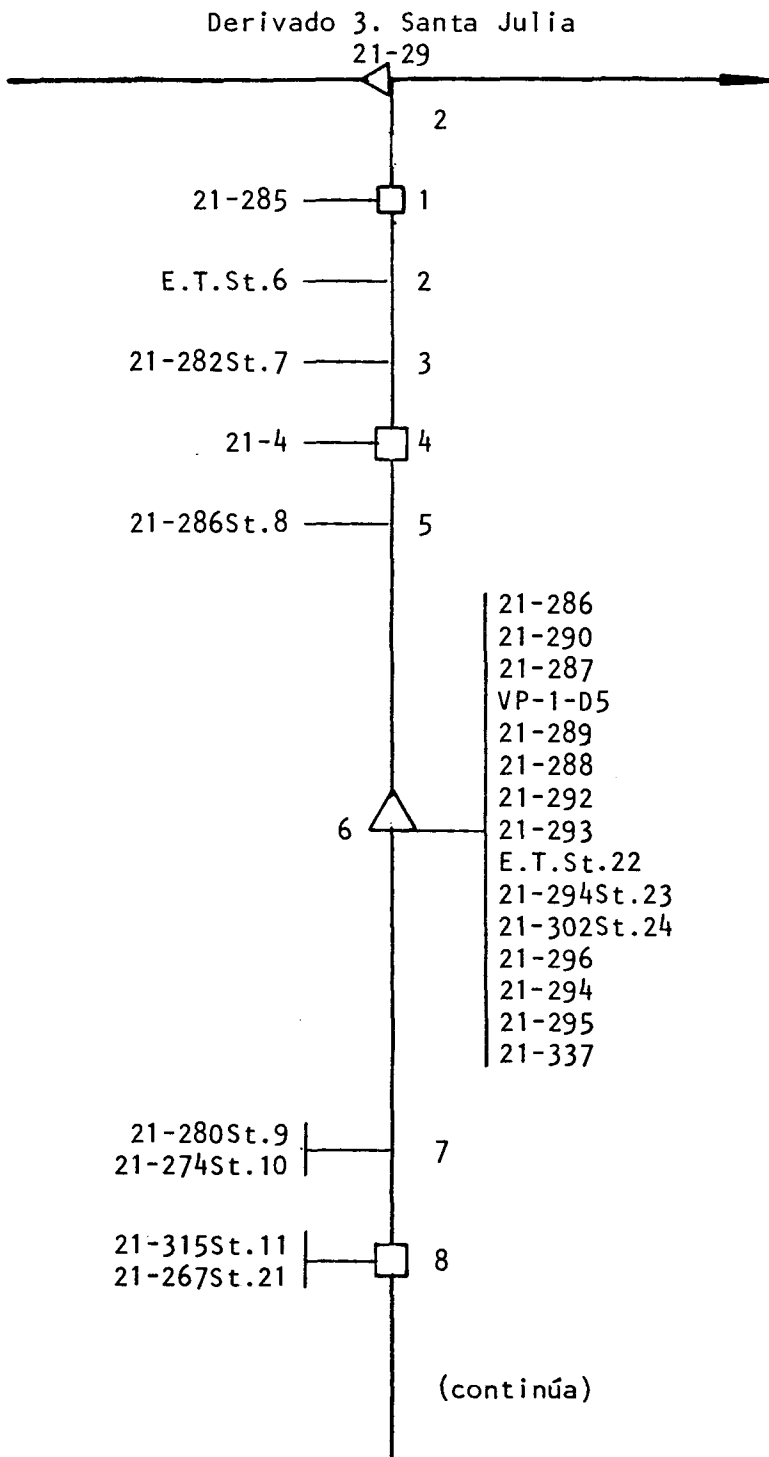 Derivado 3. Santa Julia
21-29
2
21-285 1
E.T.St.6 2
21-282St.7 3
21-4 4
21-286St.8 5
21-286
21-290
21-287
VP-1-D5
21-289
21-288
21-292
6 21-293
E.T.St.22
21-294St.23
21-302St.24
21-296
21-294
21-295
21-337
21-280St.9
7
21-274St.10
21-315St.11
8
21-267St.21
(continúa)